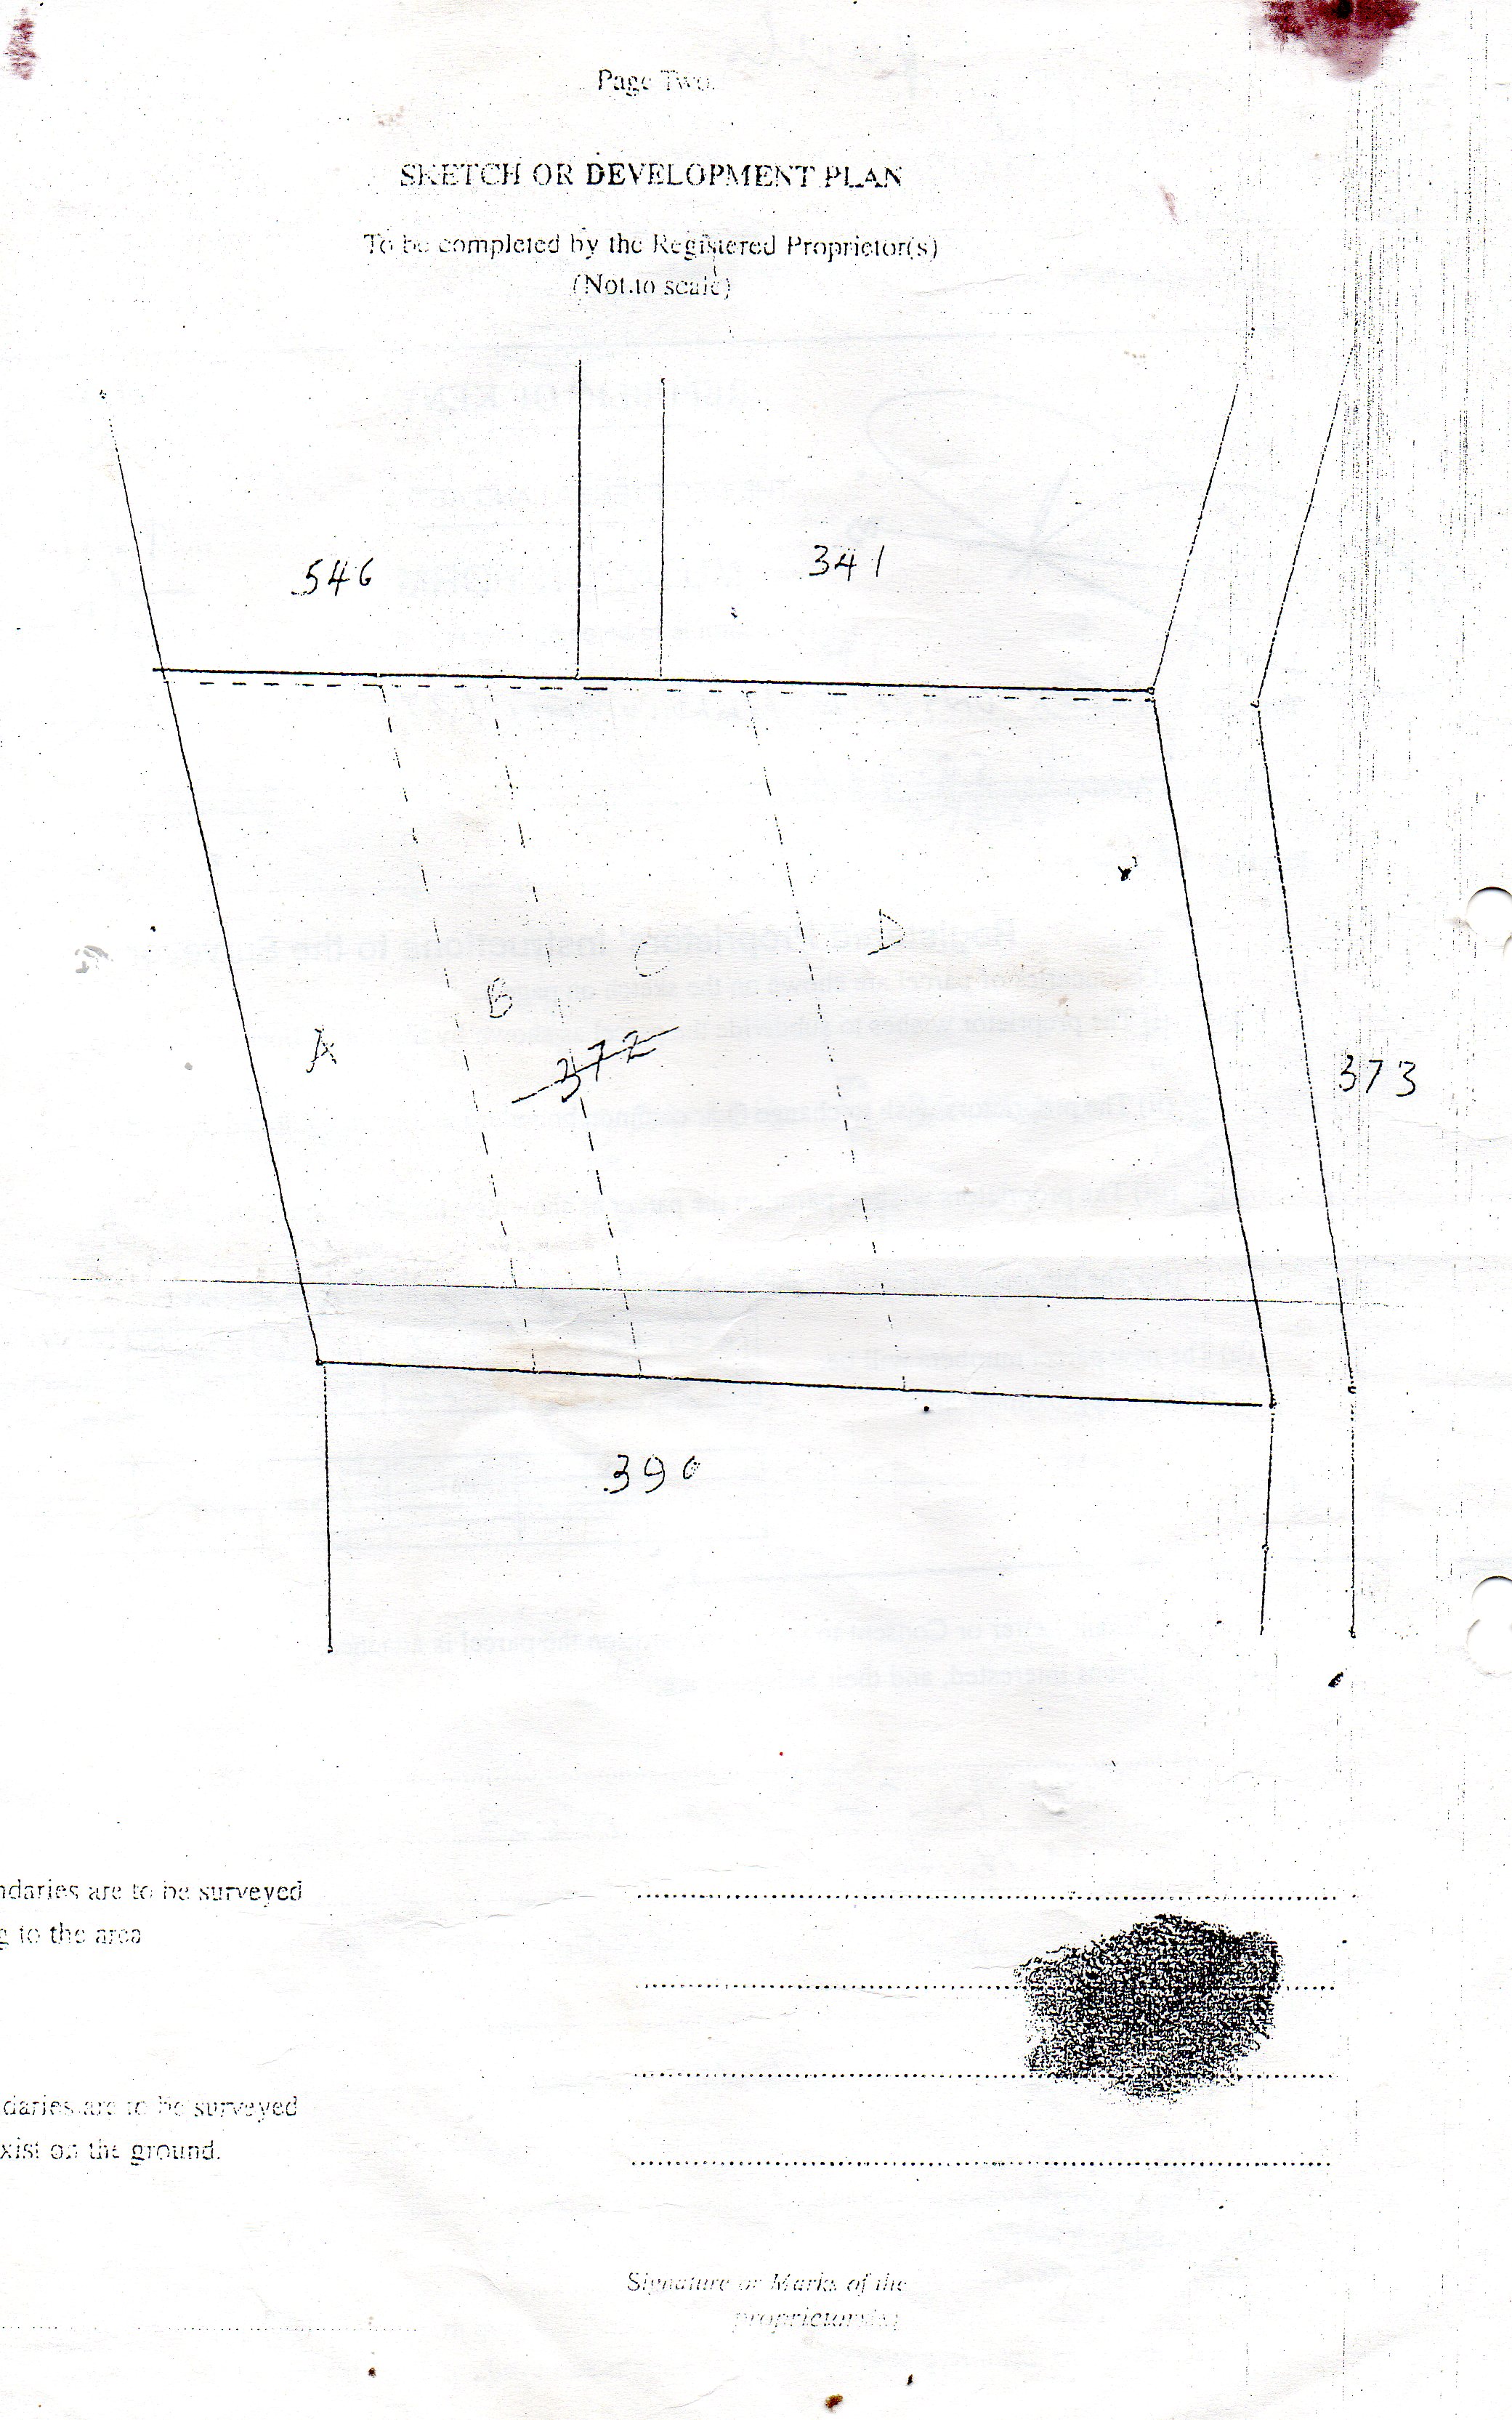 Page Two.
SKETCH OR DEVELOPMENT PLAN
To be completed by the Registered Proprietor(s)
(Not to scale)
546
341
D
C
B
A
372
373
390
ndaries are to be surveyed
g to the area
daries are to be surveyed
xist on the ground.
Signature or Marks of the